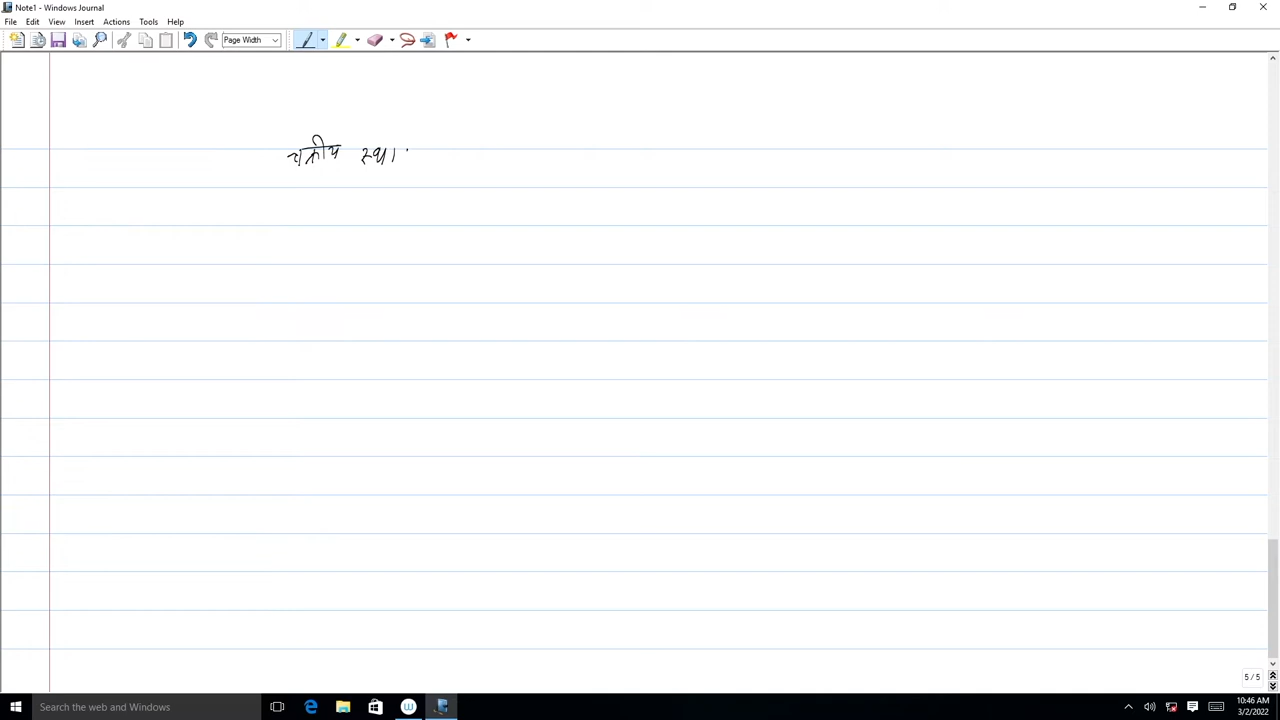 Note1 - Windows Journal
File Edit View Insert Actions Tools Help
Page Width
चक्रीय स्था
5 / 5
Search the web and Windows
10:46 AM
3/2/2022